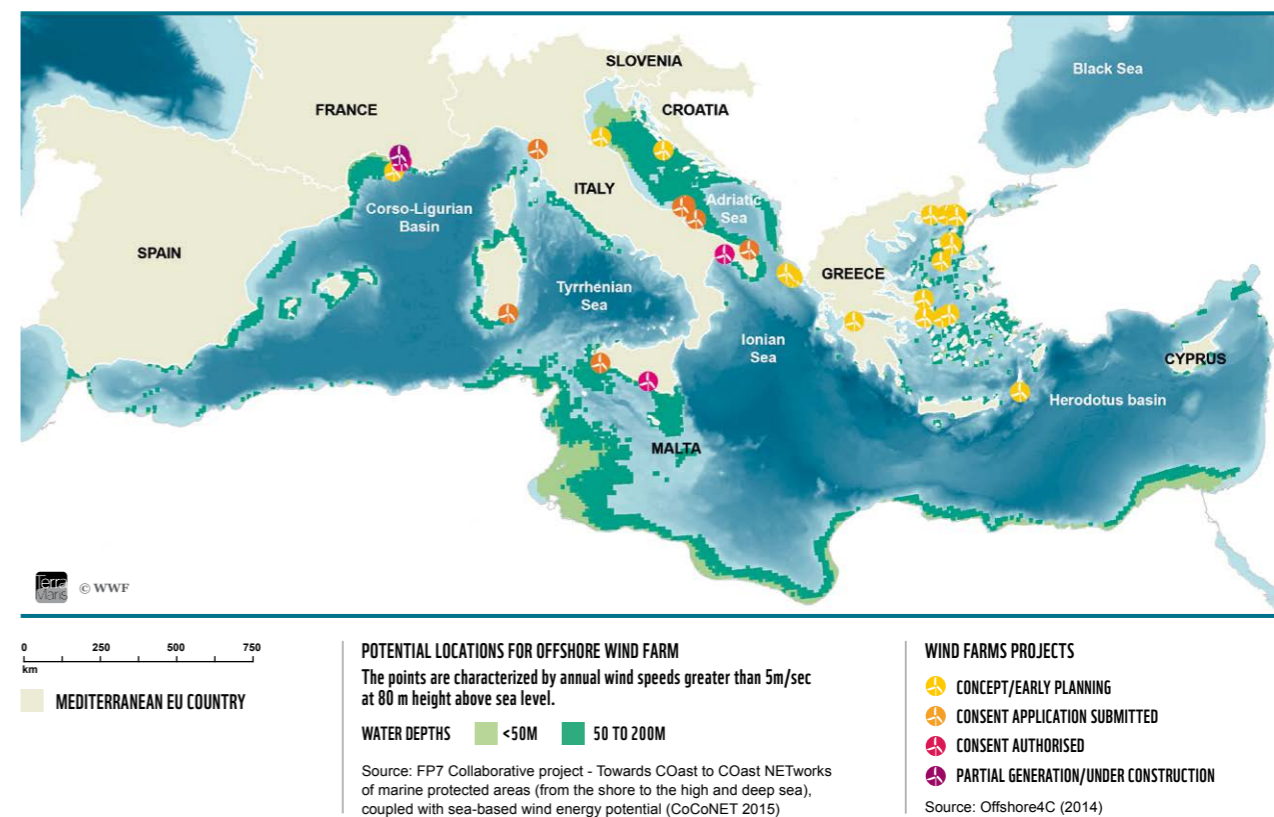 SLOVENIA
Black Sea
FRANCE
CROATIA
ITALY
Adriatic
Sea
Corso-Ligurian
Basin
SPAIN
GREECE
Tyrrhenian
Sea
Ionian
Sea
CYPRUS
Herodotus basin
MALTA
Terra
Maris
© WWF
0 250 500 750
km
MEDITERRANEAN EU COUNTRY
POTENTIAL LOCATIONS FOR OFFSHORE WIND FARM
The points are characterized by annual wind speeds greater than 5m/sec
at 80 m height above sea level.
WATER DEPTHS <50M 50 TO 200M
Source: FP7 Collaborative project - Towards COast to COast NETworks
of marine protected areas (from the shore to the high and deep sea),
coupled with sea-based wind energy potential (CoCoNET 2015)
WIND FARMS PROJECTS
CONCEPT/EARLY PLANNING
CONSENT APPLICATION SUBMITTED
CONSENT AUTHORISED
PARTIAL GENERATION/UNDER CONSTRUCTION
Source: Offshore4C (2014)